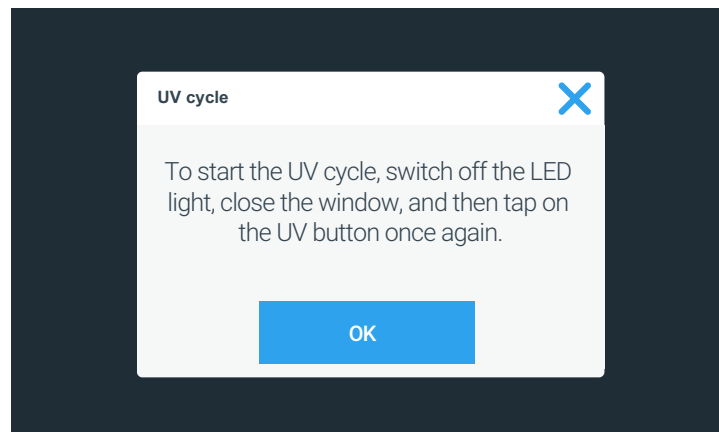 UV cycle
To start the UV cycle, switch off the LED
light, close the window, and then tap on
the UV button once again.
OK